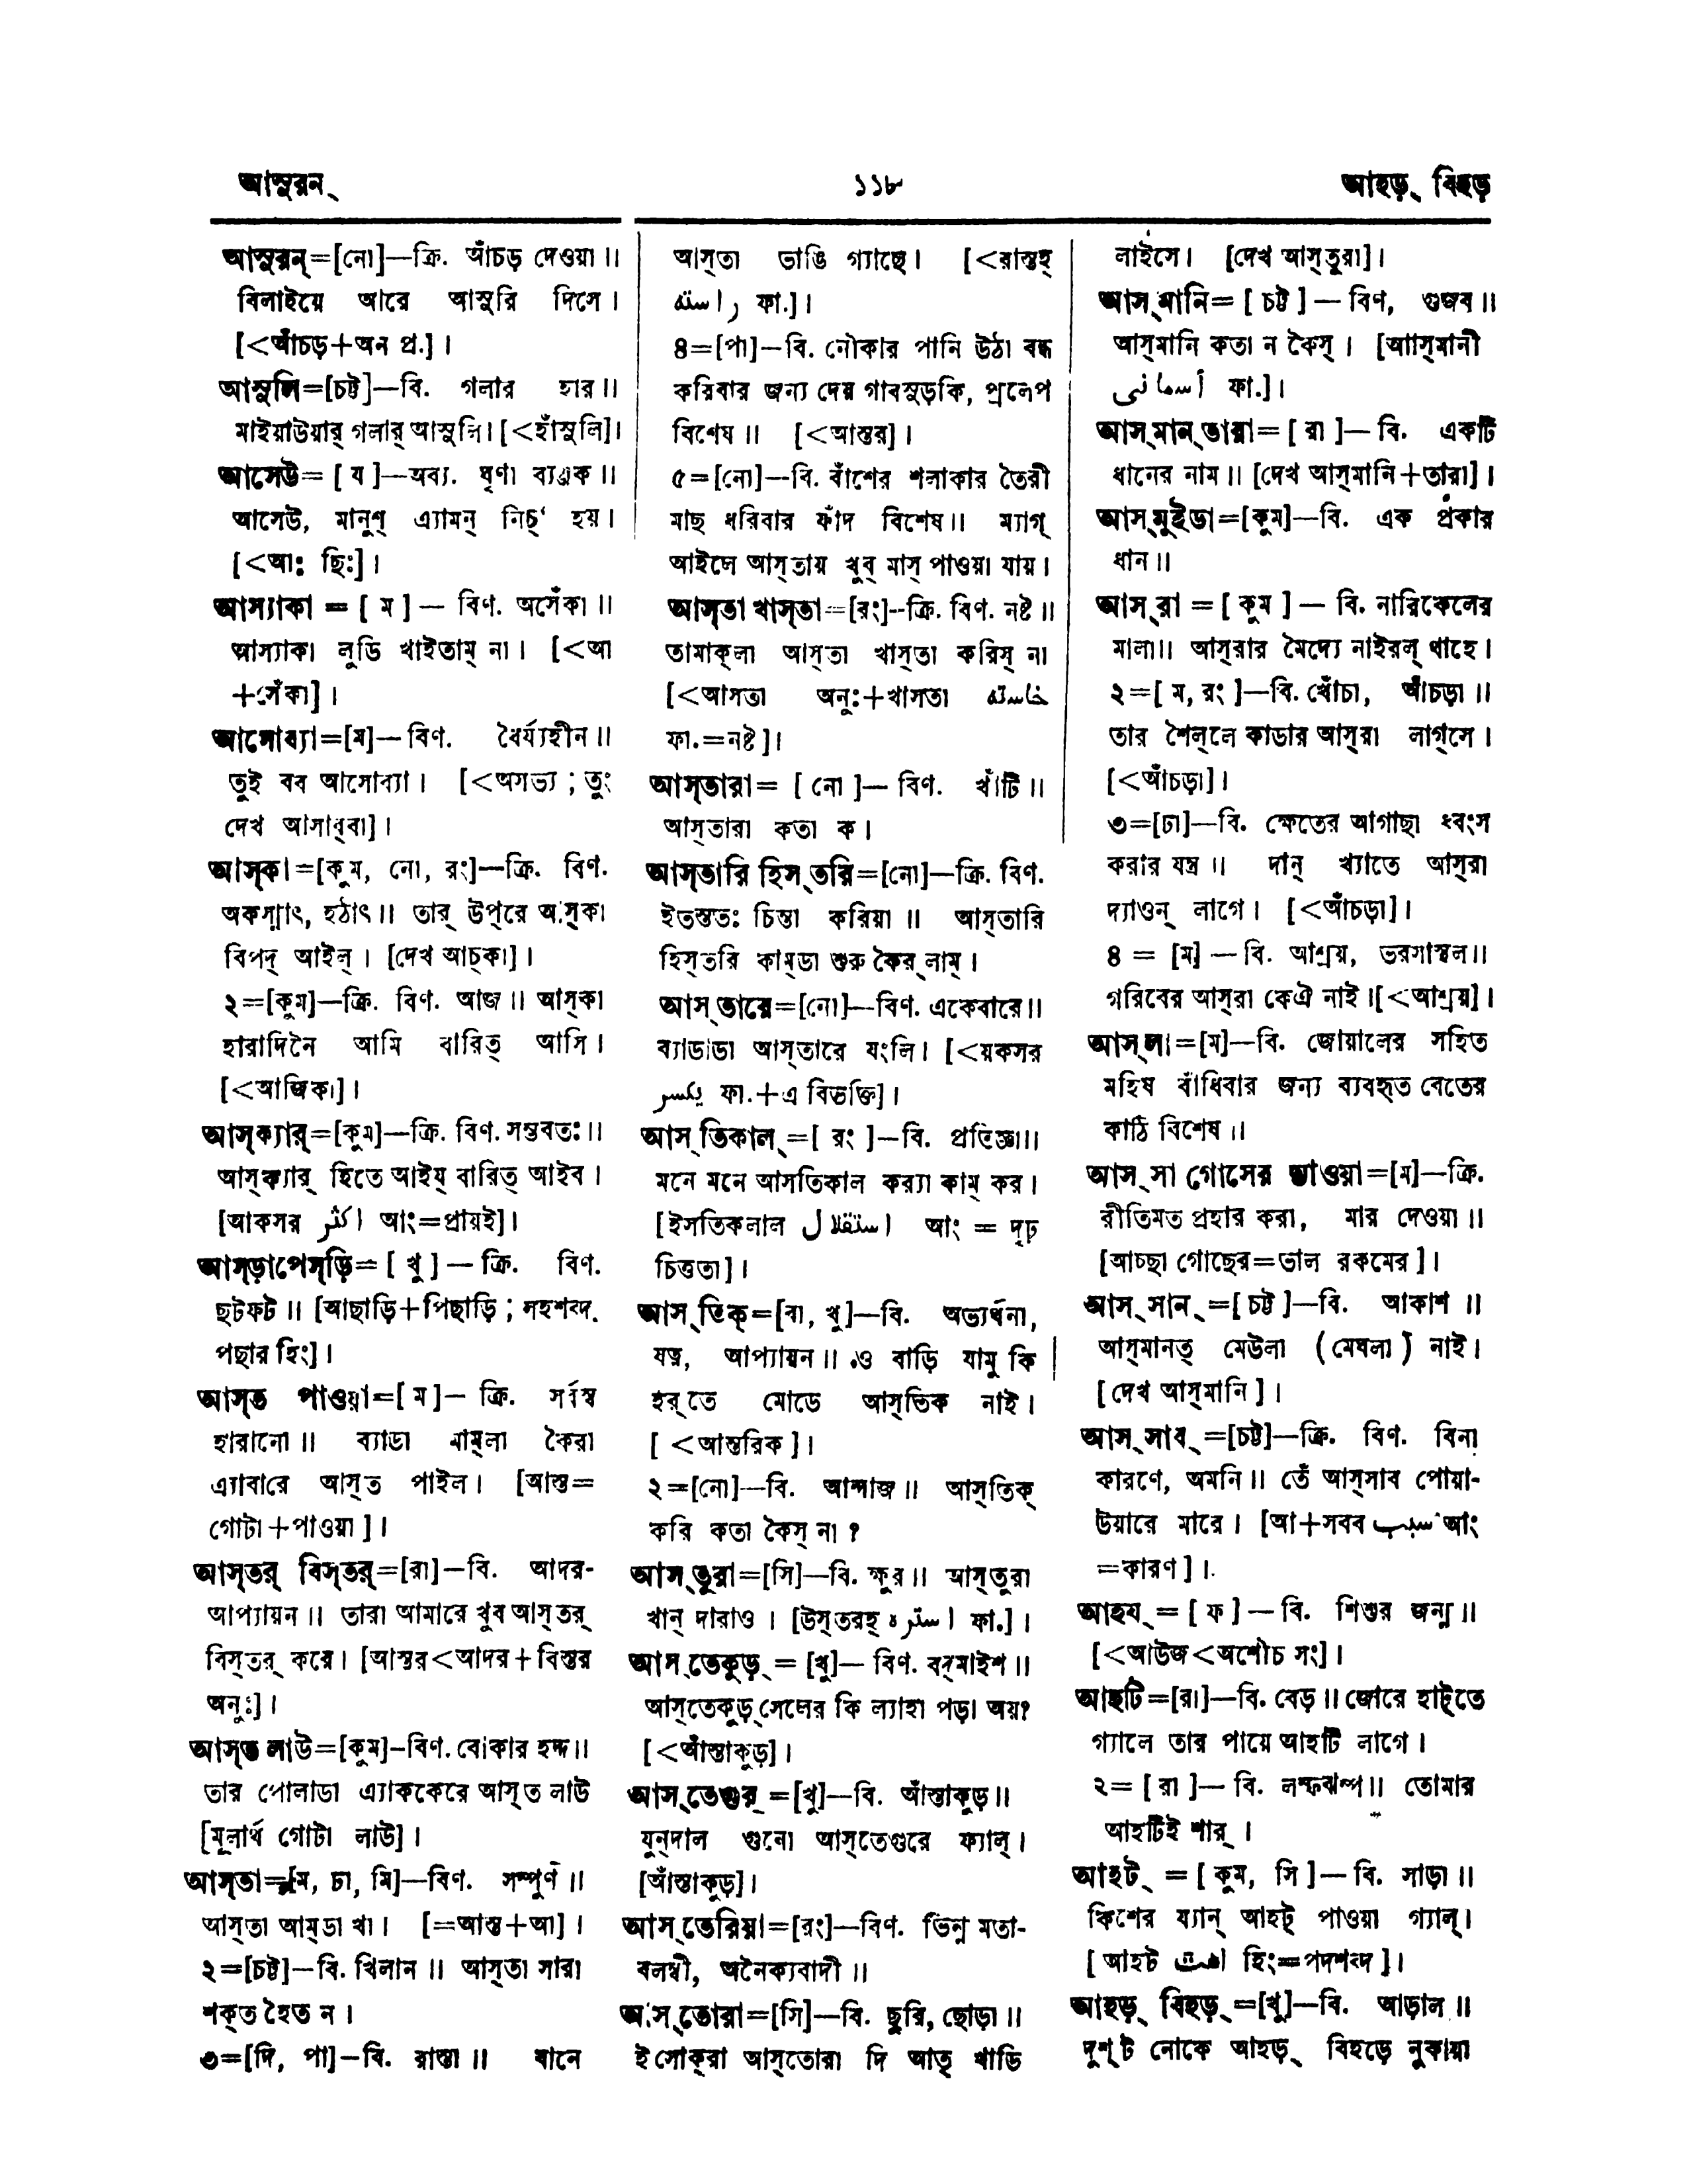 আসুরন্
১১৮
আহড়্ বিহড়
আসুরন্=[নো]—ক্রি. আঁচড় দেওয়া॥
বিলাইয়ে আরে আসুরি দিসে।
[<আঁচড়+অন প্র.]।
আসুলি=[চট্ট]—বি. গলার হার॥
মাইয়াউয়ার্ গলার্ আসুলি। [<হাঁসুলি]।
আসেউ=[ য ]—অব্য. ঘৃণা ব্যঞ্জক॥
আসেউ, মানুশ্ এ্যামন্ নিচ্' হয়।
[<আঃ ছিঃ]।
আস্যাকা = [ ম ] — বিণ. অসেঁকা॥
আস্যাকা লুডি খাইতাম্ না। [<আ
+সেঁকা]।
আসোব্যা=[ম]—বিণ. ধৈর্য্যহীন॥
তুই বব আসোব্যা। [<অসভ্য ; তুং
দেখ আসাব্‌বা]।
আস্‌কা=[কুম, নো, রং]—ক্রি. বিণ.
অকস্মাৎ, হঠাৎ॥ তার্ উপ্‌রে আস্‌কা
বিপদ্ আইল্। [দেখ আচ্‌কা]।
২=[কুম]—ক্রি. বিণ. আজ॥ আস্‌কা
হারাদিনৈ আমি বারিত্ আসি।
[<আজিকা]।
আস্‌ক্যার্=[কুম]—ক্রি. বিণ. সম্ভবতঃ॥
আস্‌ক্যার্ হিতে আইয্ বারিত্ আইব।
[আকসর اكثر আং=প্রায়ই]।
আস্‌ড়াপেস্‌ড়ি=[ খু ] — ক্রি. বিণ.
ছটফট॥ [আছাড়ি+পিছাড়ি ; সহশব্দ.
পছার হিং]।
আস্‌ত পাওয়া=[ ম ]— ক্রি. সর্বস্ব
হারানো॥ ব্যাডা মাম্‌লা কৈরা
এ্যাবারে আস্‌ত পাইল। [আস্ত=
গোটা+পাওয়া ]।
আস্‌তর্ বিস্‌তর্=[রা]—বি. আদর-
আপ্যায়ন॥ তারা আমারে খুব আস্‌তর্
বিস্‌তর্ করে। [আস্তর<আদর+বিস্তর
অনুঃ]।
আস্‌ত লাউ=[কুম]-বিণ. বোকার হদ্দ॥
তার পোলাডা এ্যাককেরে আস্‌ত লাউ
[মূলার্থ গোটা লাউ]।
আস্‌তা=[ম, ঢা, মি]—বিণ. সম্পূর্ণ॥
আস্‌তা আম্‌ডা খা। [=আস্ত+আ]।
২=[চট্ট]—বি. খিলান॥ আস্‌তা সারা
শক্‌ত হৈত ন।
৩=[দি, পা]—বি. রাস্তা॥ বানে
আস্‌তা ভাঙি গ্যাছে। [<রাস্তহ্
راسته ফা.]।
৪=[পা]—বি. নৌকার পানি উঠা বন্ধ
করিবার জন্য দেয় গাবসুড়কি, প্রলেপ
বিশেষ॥ [<আস্তর]।
৫=[নো]—বি. বাঁশের শলাকার তৈরী
মাছ ধরিবার ফাঁদ বিশেষ॥ ম্যাগ্
আইলে আস্‌তায় খুব্ মাস্ পাওয়া যায়।
আস্‌তা খাস্‌তা=[রং]--ক্রি. বিণ. নষ্ট॥
তামাক্‌লা আস্‌তা খাস্‌তা করিস্ না
[<আসতা অনুঃ+খাসতা خاسته
ফা.=নষ্ট]।
আস্‌তারা= [ নো ]— বিণ. খাঁটি॥
আস্‌তারা কতা ক।
আস্‌তারি হিস্‌তরি=[নো]—ক্রি. বিণ.
ইতস্ততঃ চিন্তা করিয়া॥ আস্‌তারি
হিস্‌তরি কাম্‌ডা শুরু কৈর্‌লাম্।
আস্‌তারে=[নো]—বিণ. একেবারে॥
ব্যাডাডা আস্‌তারে যংলি। [<য়কসর
يكسر ফা.+এ বিভক্তি]।
আস্‌তিকাল্=[ রং ]—বি. প্রতিজ্ঞা॥
মনে মনে আসতিকাল কর‍্যা কাম্ কর।
[ইসতিকলাল استقلال আং = দৃঢ়
চিত্ততা]।
আস্‌তিক্=[বা, খু]—বি. অভ্যর্থনা,
যত্ন, আপ্যায়ন॥ ও বাড়ি যামু কি
হর্‌তে মোডে আস্‌তিক নাই।
[ <আন্তরিক ]।
২=[নো]—বি. আন্দাজ॥ আস্‌তিক্
করি কতা কৈস্ না?
আস্‌তুরা=[সি]—বি. ক্ষুর॥ আস্‌তুরা
খান্ দারাও। [উস্‌তরহ্ استره ফা.]।
আস্‌তেকুড়্ = [খু]— বিণ. বদ্‌মাইশ॥
আস্‌তেকুড়্ সেলের কি ল্যাহা পড়া অয়?
[<আঁস্তাকুড়]।
আস্‌তেগুর্ =[খু]—বি. আঁস্তাকুড়॥
যুন্‌দাল গুনো আস্‌তেগুরে ফ্যাল্।
[আঁস্তাকুড়]।
আস্‌তেরিয়া=[রং]—বিণ. ভিন্ন মতা-
বলম্বী, অনৈক্যবাদী॥
আস্‌তোরা=[সি]—বি. ছুরি, ছোড়া॥
ই সোক্‌রা আস্‌তোরা দি আতৃ খাডি
লাইসে। [দেখ আস্‌তুরা]।
আস্‌মানি=[ চট্ট ] — বিণ, গুজব॥
আস্‌মানি কতা ন কৈস্। [আাস্‌মানী
أسمانى ফা.]।
আস্‌মান্‌তারা=[ রা ]—বি. একটি
ধানের নাম॥ [দেখ আস্‌মানি+তারা]।
আস্‌মুইডা=[কুম]—বি. এক প্রকার
ধান॥
আস্‌রা =[ কুম ] — বি. নারিকেলের
মালা॥ আস্‌রার মৈদ্যে নাইরল্ থাহে।
২=[ ম, রং ]—বি. খোঁচা, আঁচড়া॥
তার শৈল্‌লে কাডার আস্‌রা লাগ্‌সে।
[<আঁচড়া]।
৩=[ঢা]—বি. ক্ষেতের আগাছা ধ্বংস
করার যন্ত্র॥ দান্ খ্যাতে আস্‌রা
দ্যাওন্ লাগে। [<আঁচড়া]।
৪ = [ম] — বি. আশ্রয়, ভরসাস্থল॥
গরিবের আস্‌রা কেঐ নাই।[<আশ্রয়]।
আস্‌লা=[ম]—বি. জোয়ালের সহিত
মহিষ বাঁধিবার জন্য ব্যবহৃত বেতের
কাঠি বিশেষ॥
আস্‌সা গোসের ভাওয়া=[ম]—ক্রি.
রীতিমত প্রহার করা, মার দেওয়া॥
[আচছা গোছের=ভাল রকমের]।
আস্‌সান্ =[চট্ট]—বি. আকাশ॥
আস্‌মানত্ মেউলা (মেঘলা) নাই।
[দেখ আস্‌মানি]।
আস্‌সাব্ =[চট্ট]—ক্রি. বিণ. বিনা
কারণে, অমনি॥ তেঁ আস্‌সাব পোয়া-
উয়ারে মারে। [আ+সবব سبب আং
=কারণ]।
আহয্ =[ ফ ] — বি. শিশুর জন্ম॥
[<আউজ<অশৌচ সং]।
আহটি=[রা]—বি. বেড়॥ জোরে হাট্‌তে
গ্যালে তার পায়ে আহটি লাগে।
২= [ রা ]— বি. লম্ফঝম্প॥ তোমার
আহটিই শার্।
আহট্ = [ কুম, সি ]— বি. সাড়া॥
কিশের য্যান্ আহট্ পাওয়া গ্যাল্।
[ আহট اهٹ হিং=পদশব্দ ]।
আহড়্ বিহড়্ =[খু]—বি. আড়াল॥
দুশ্‌ট নোকে আহড়্ বিহড়ে নুকায়া